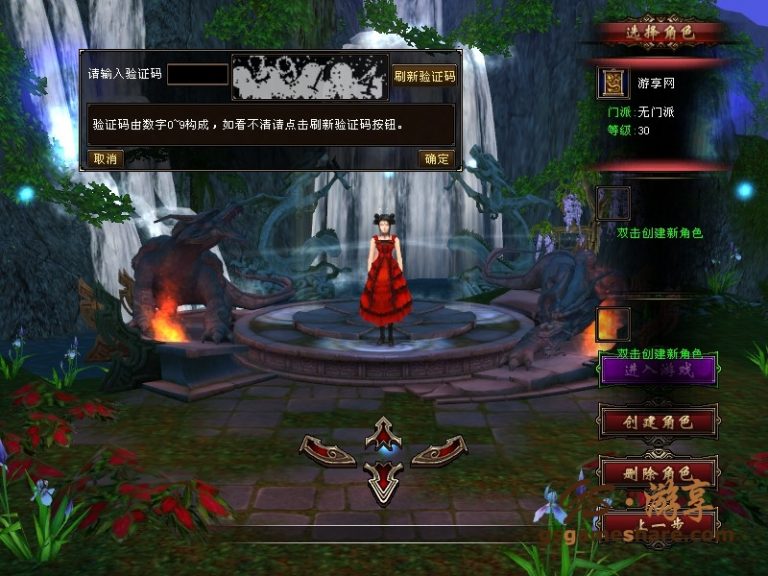 选择角色
请输入验证码
刷新验证码
验证码由数字0~9构成，如看不清请点击刷新验证码按钮。
取消
确定
游享网
门派:无门派
等级:30
双击创建新角色
双击创建新角色
进入游戏
创建角色
删除角色
上一步
游享
gameshare.com